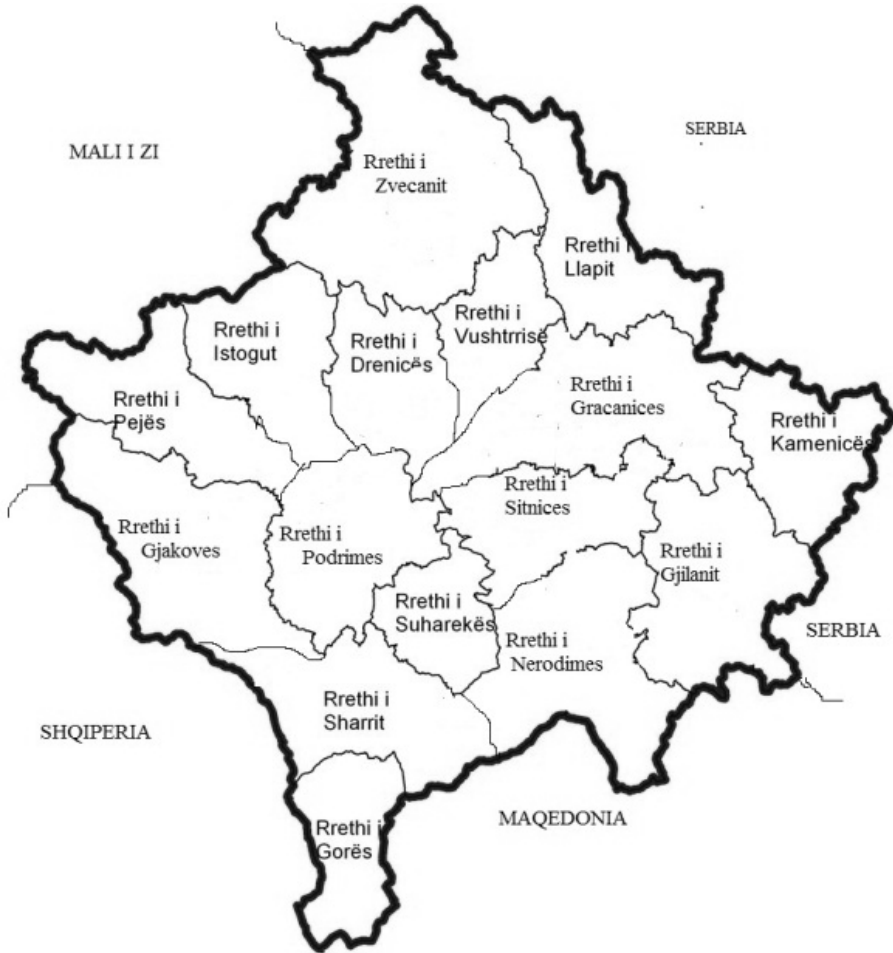 SERBIA
MALI I ZI
Rrethi i
Zvecanit
Rrethi i
Llapit
Rrethi i
Istogut
Rrethi i
Drenicës
Rrethi i
Vushtrrisë
Rrethi i
Gracanices
Rrethi i
Pejës
Rrethi i
Kamenicës
Rrethi i
Sitnices
Rrethi i
Gjakoves
Rrethi i
Podrimes
Rrethi i
Gjilanit
Rrethi i
Suharekës
Rrethi i
Nerodimes
SERBIA
Rrethi i
Sharrit
SHQIPERIA
MAQEDONIA
Rrethi i
Gorës